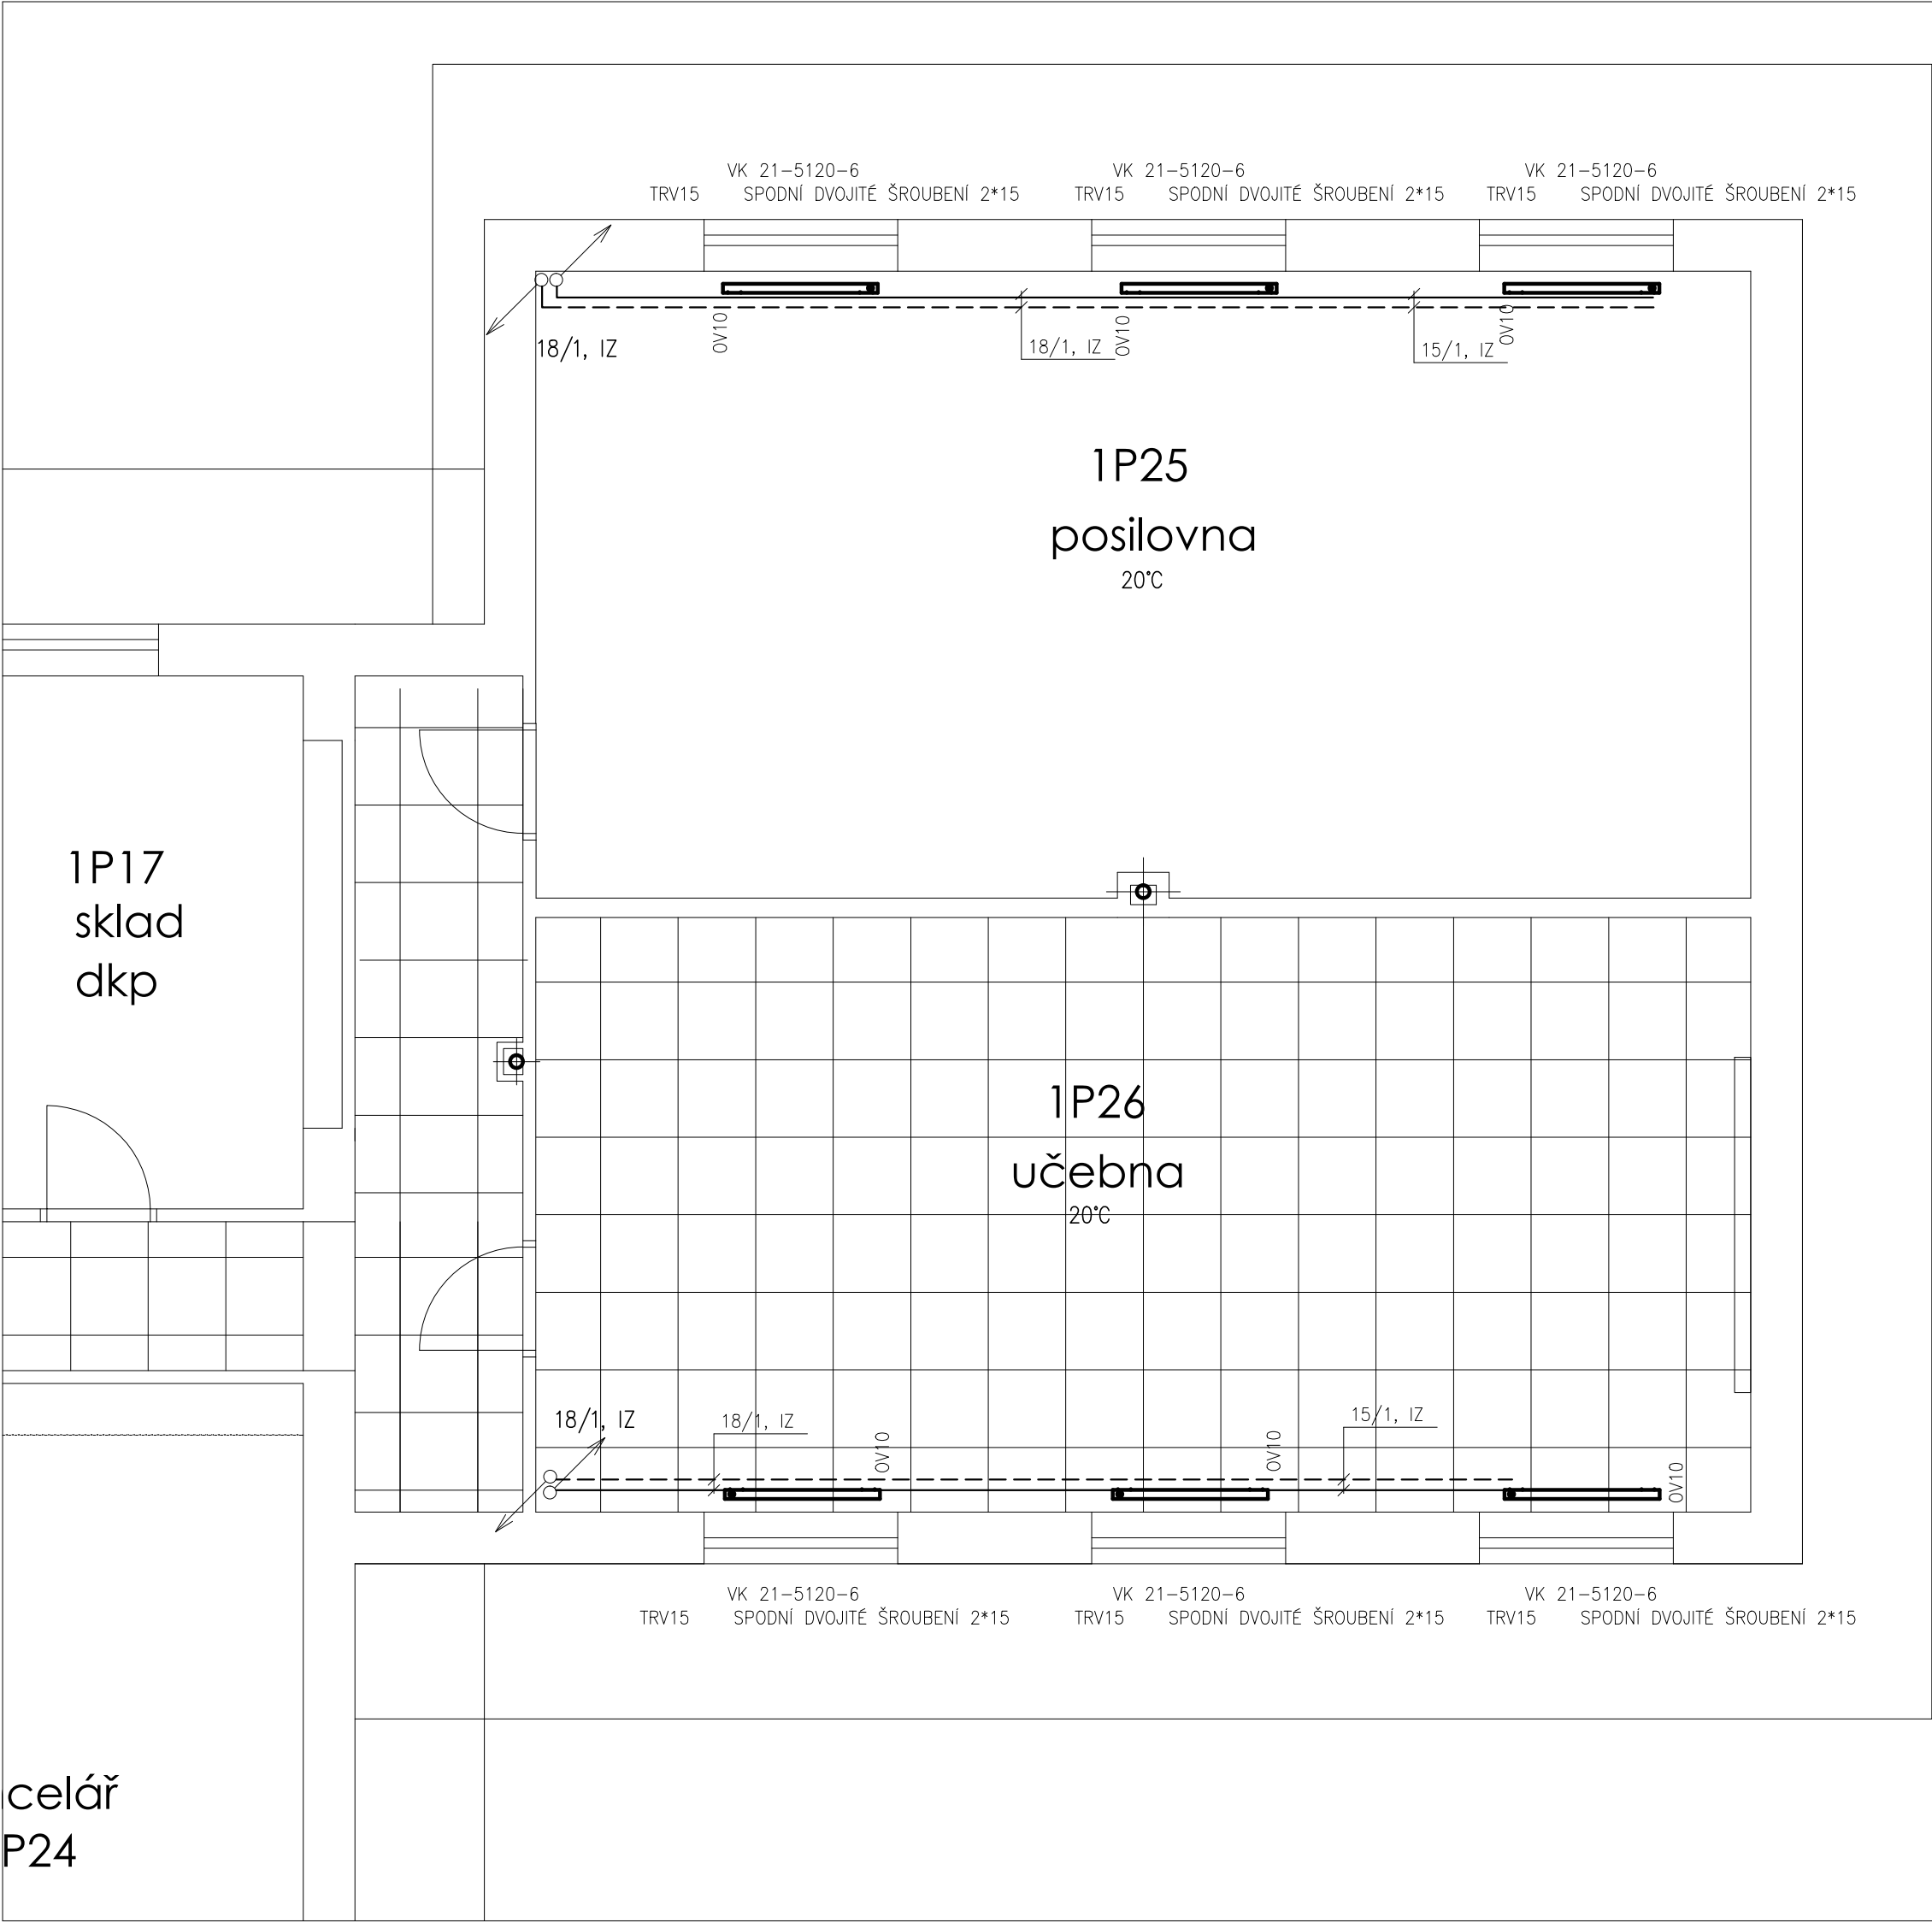 VK 21-5120-6
TRV15 SPODNÍ DVOJITÉ ŠROUBENÍ 2*15
VK 21-5120-6
TRV15 SPODNÍ DVOJITÉ ŠROUBENÍ 2*15
VK 21-5120-6
TRV15 SPODNÍ DVOJITÉ ŠROUBENÍ 2*15
18/1, IZ
OV10
18/1, IZ
OV10
15/1, IZ
OV10
1P25
posilovna
20°C
1P17
sklad
dkp
1P26
učebna
20°C
18/1, IZ
18/1, IZ
OV10
OV10
15/1, IZ
OV10
VK 21-5120-6
TRV15 SPODNÍ DVOJITÉ ŠROUBENÍ 2*15
VK 21-5120-6
TRV15 SPODNÍ DVOJITÉ ŠROUBENÍ 2*15
VK 21-5120-6
TRV15 SPODNÍ DVOJITÉ ŠROUBENÍ 2*15
celář
P24